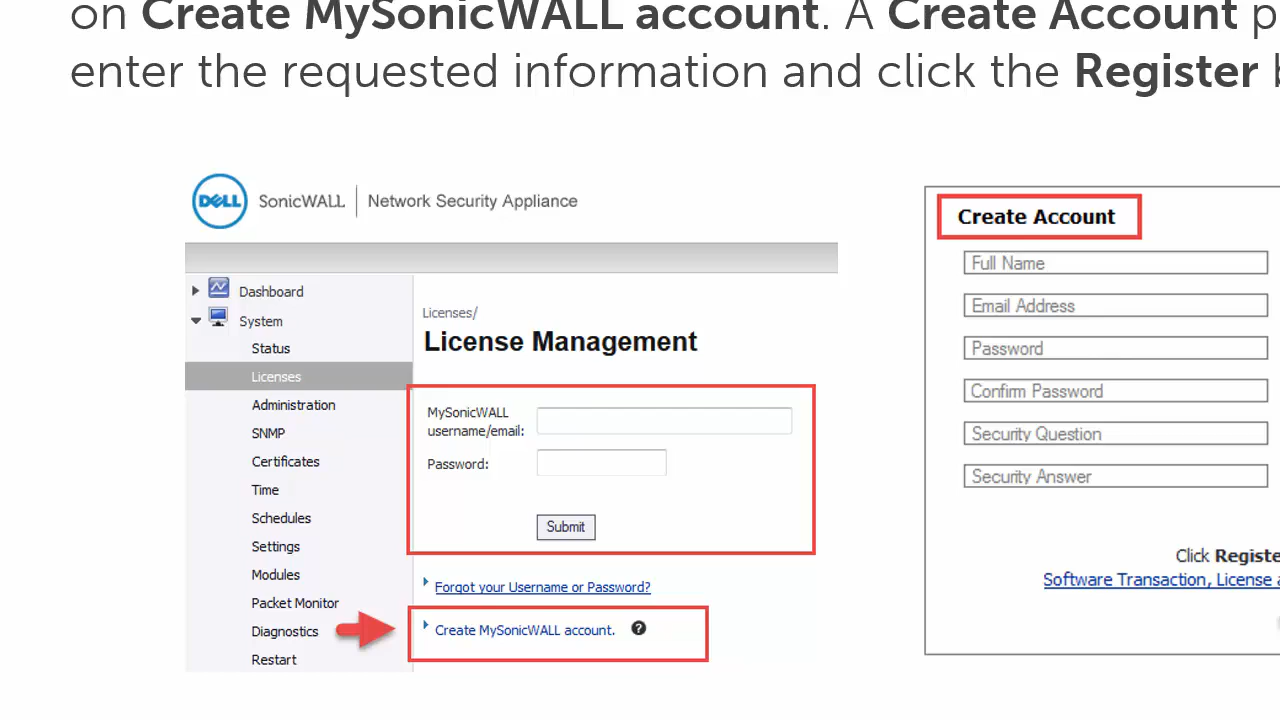 on Create MySonicWALL account. A Create Account p
enter the requested information and click the Register
DELL SonicWALL | Network Security Appliance
Dashboard
System
Status
Licenses
Administration
SNMP
Certificates
Time
Schedules
Settings
Modules
Packet Monitor
Diagnostics
Restart
Licenses/
License Management
MySonicWALL
username/email:
Password:
Submit
Forgot your Username or Password?
Create MySonicWALL account. ?
Create Account
Full Name
Email Address
Password
Confirm Password
Security Question
Security Answer
Click Registe
Software Transaction, License a